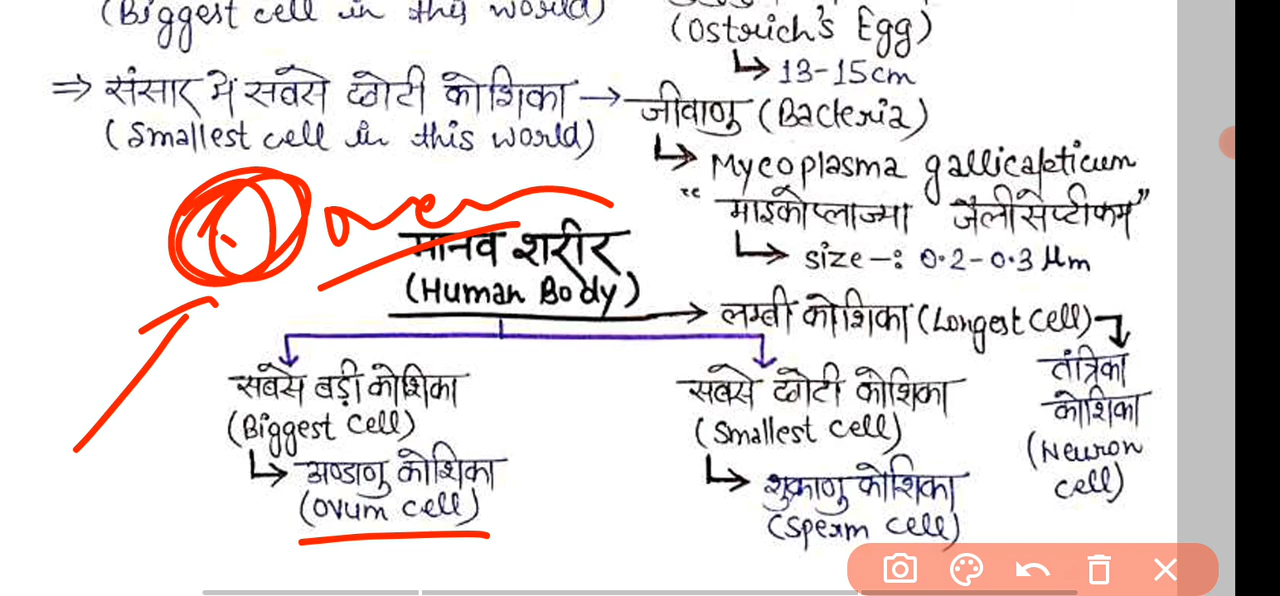 (Biggest cell in this world)
(Ostrich's Egg)
↳ 13-15cm
⇒ संसार में सबसे छोटी कोशिका → जीवाणु (Bacteria)
(Smallest cell in this world)
↳ Mycoplasma gallicepticum
"माइकोप्लाज्मा जैलीसेप्टीकम"
↳ size -: 0.2-0.3 μm
over
मानव शरीर
(Human Body)
→ लम्बी कोशिका (Longest cell)
तंत्रिका
कोशिका
(Neuron
cell)
सबसे बड़ी कोशिका
(Biggest cell)
↳ अण्डाणु कोशिका
(Ovum cell)
सबसे छोटी कोशिका
(Smallest cell)
↳ शुक्राणु कोशिका
(Sperm cell)